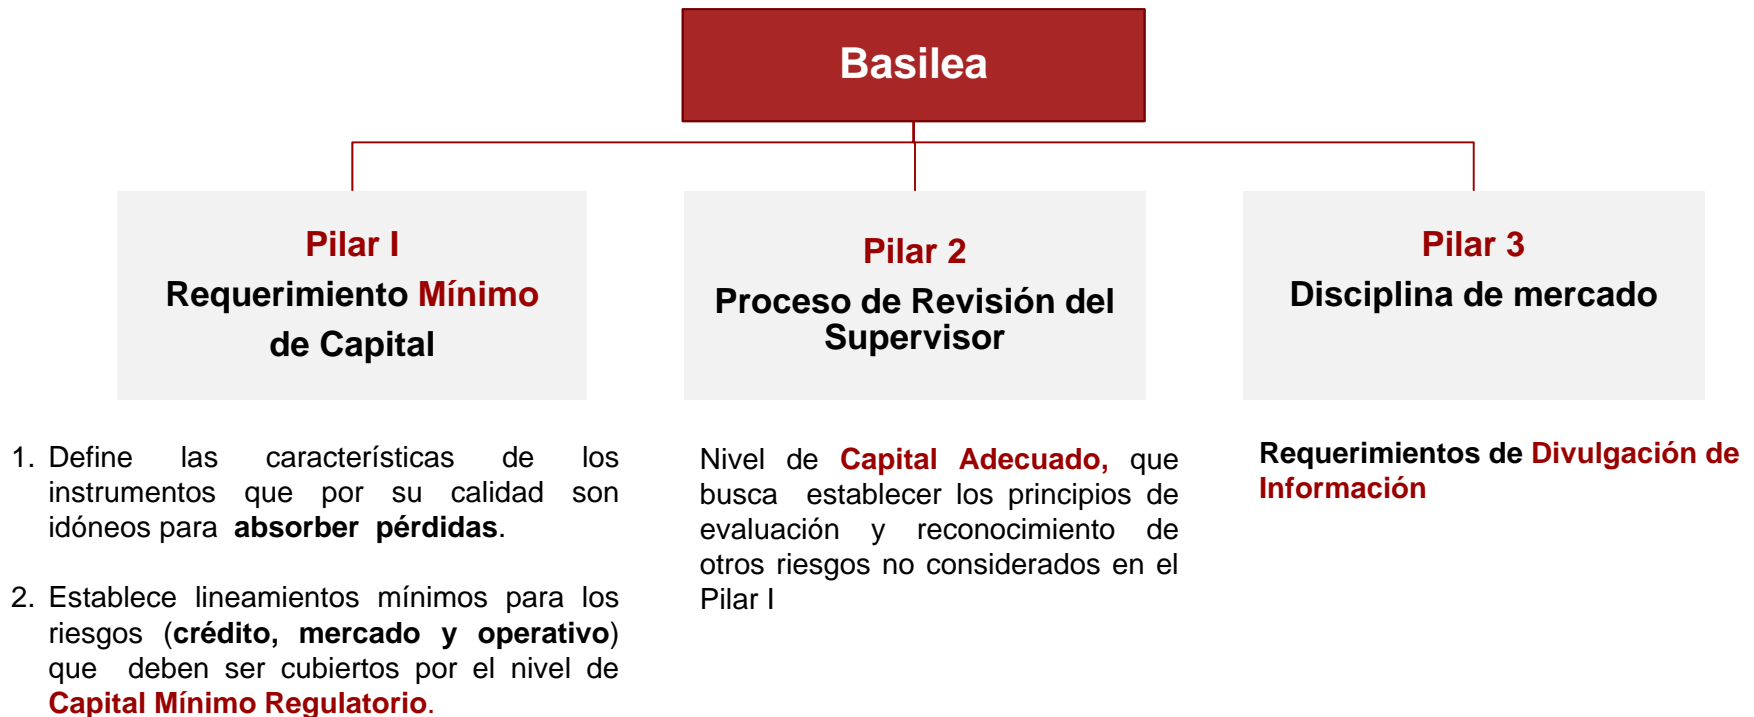 Basilea
Pilar I
Requerimiento Mínimo
de Capital
1. Define las características de los
instrumentos que por su calidad son
idóneos para absorber pérdidas.
2. Establece lineamientos mínimos para los
riesgos (crédito, mercado y operativo)
que deben ser cubiertos por el nivel de
Capital Mínimo Regulatorio.
Pilar 2
Proceso de Revisión del
Supervisor
Nivel de Capital Adecuado, que
busca establecer los principios de
evaluación y reconocimiento de
otros riesgos no considerados en el
Pilar I
Pilar 3
Disciplina de mercado
Requerimientos de Divulgación de
Información